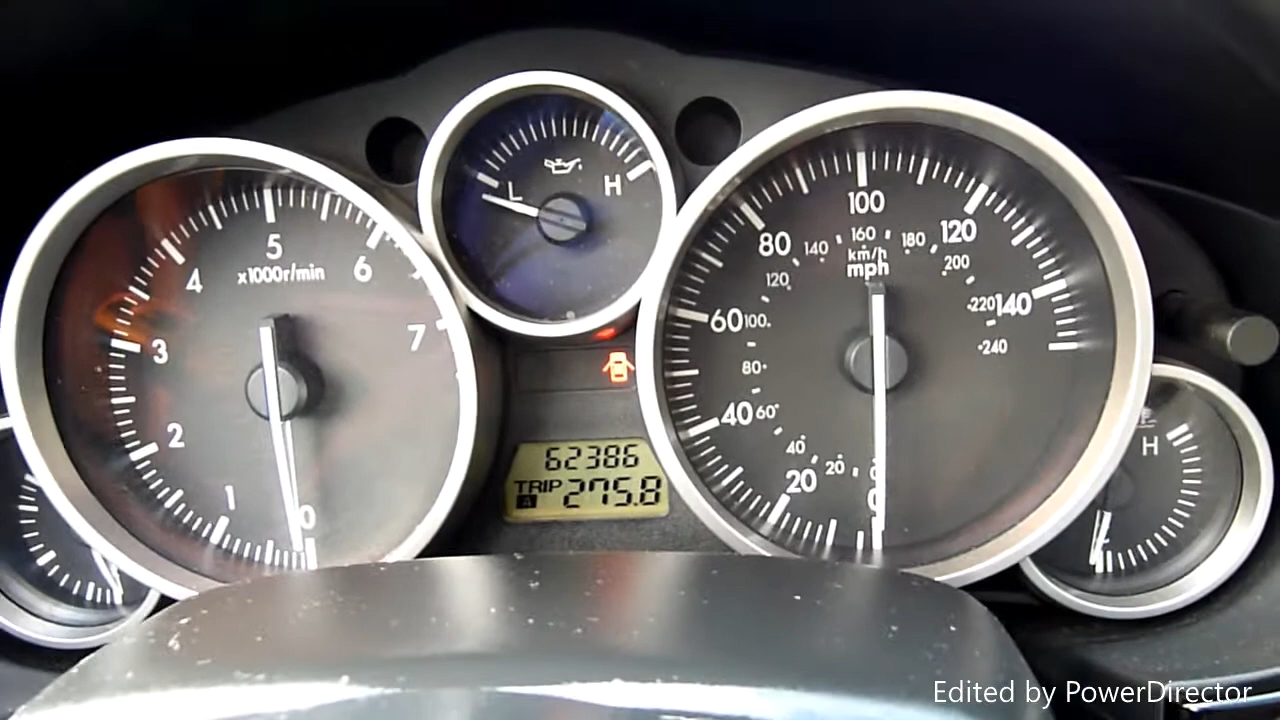 L H
5
x1000r/min
4 6
3 7
2
1
0
62386
TRIP 275.8
A
100
80 120
140 160 180
km/h
mph
120 200
60 100 220 140
80 240
40 60
40
20 20 0
0
H
Edited by PowerDirector